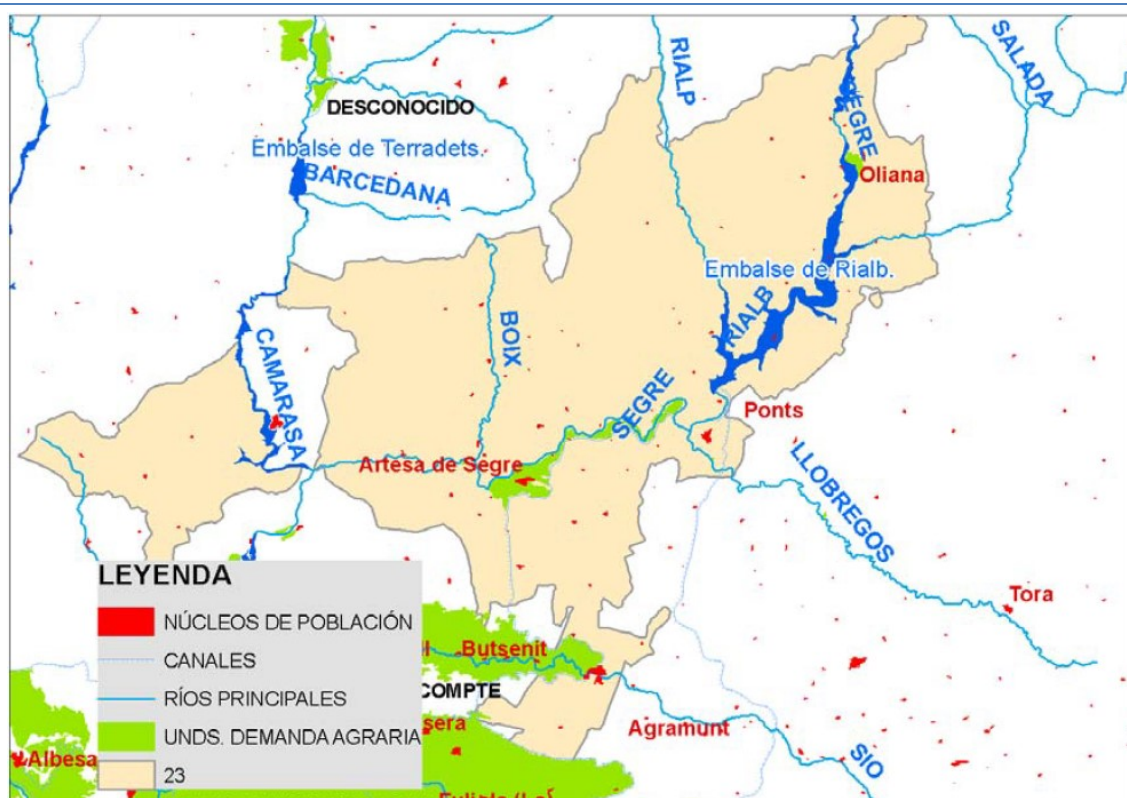 RIALP
SALADA
SEGRE
DESCONOCIDO
Embalse de Terradets.
BARCEDANA
Oliana
Embalse de Rialb.
RIALB
BOIX
CAMARASA
SEGRE
Ponts
Artesa de Segre
LLOBREGOS
LEYENDA
NÚCLEOS DE POBLACIÓN
CANALES
RÍOS PRINCIPALES
UNDS. DEMANDA AGRARIA
23
Tora
Butsenit
COMPTE
sera
Agramunt
SIO
Albesa